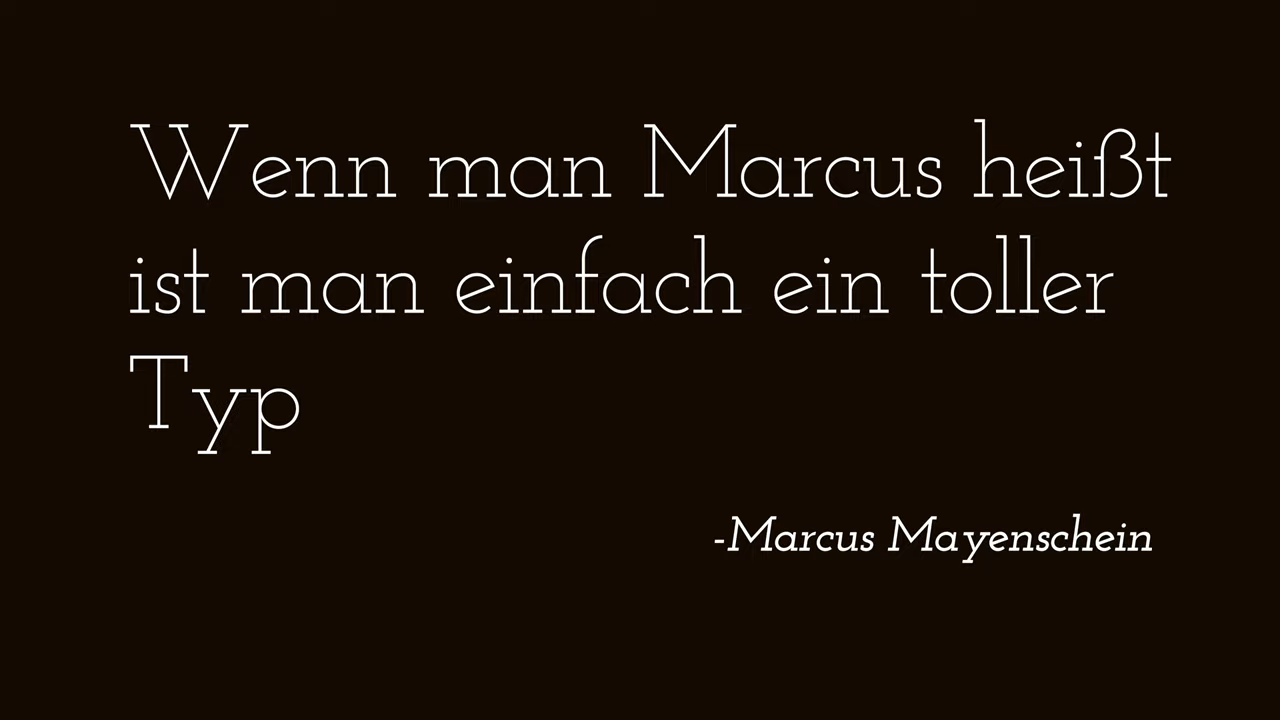 Wenn man Marcus heißt
ist man einfach ein toller
Typ
-Marcus Mayenschein